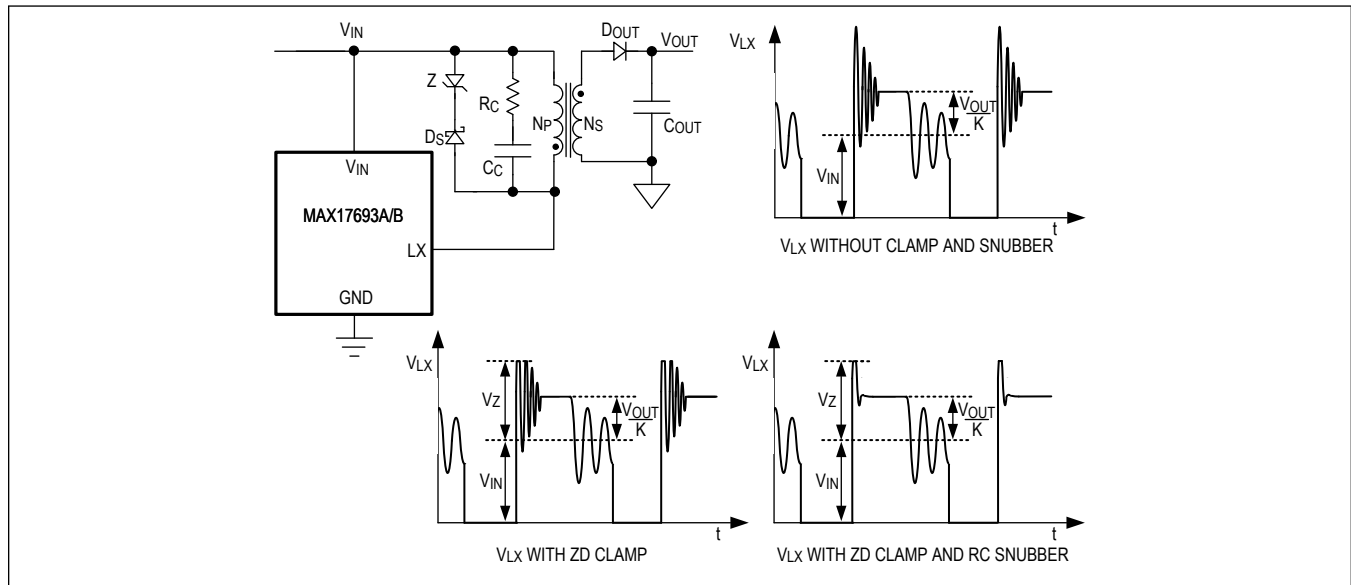 VIN
DOUT
VOUT
Z
RC
DS
CC
NP
NS
COUT
VIN
MAX17693A/B
LX
GND
VLX
VOUT
K
VIN
t
VLX WITHOUT CLAMP AND SNUBBER
VLX
VZ
VOUT
K
VIN
t
VLX WITH ZD CLAMP
VLX
VZ
VOUT
K
VIN
t
VLX WITH ZD CLAMP AND RC SNUBBER